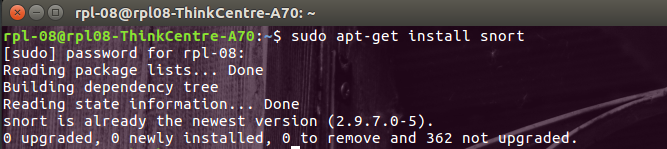 rpl-08@rpl08-ThinkCentre-A70: ~
rpl-08@rpl08-ThinkCentre-A70:~$ sudo apt-get install snort
[sudo] password for rpl-08:
Reading package lists... Done
Building dependency tree
Reading state information... Done
snort is already the newest version (2.9.7.0-5).
0 upgraded, 0 newly installed, 0 to remove and 362 not upgraded.